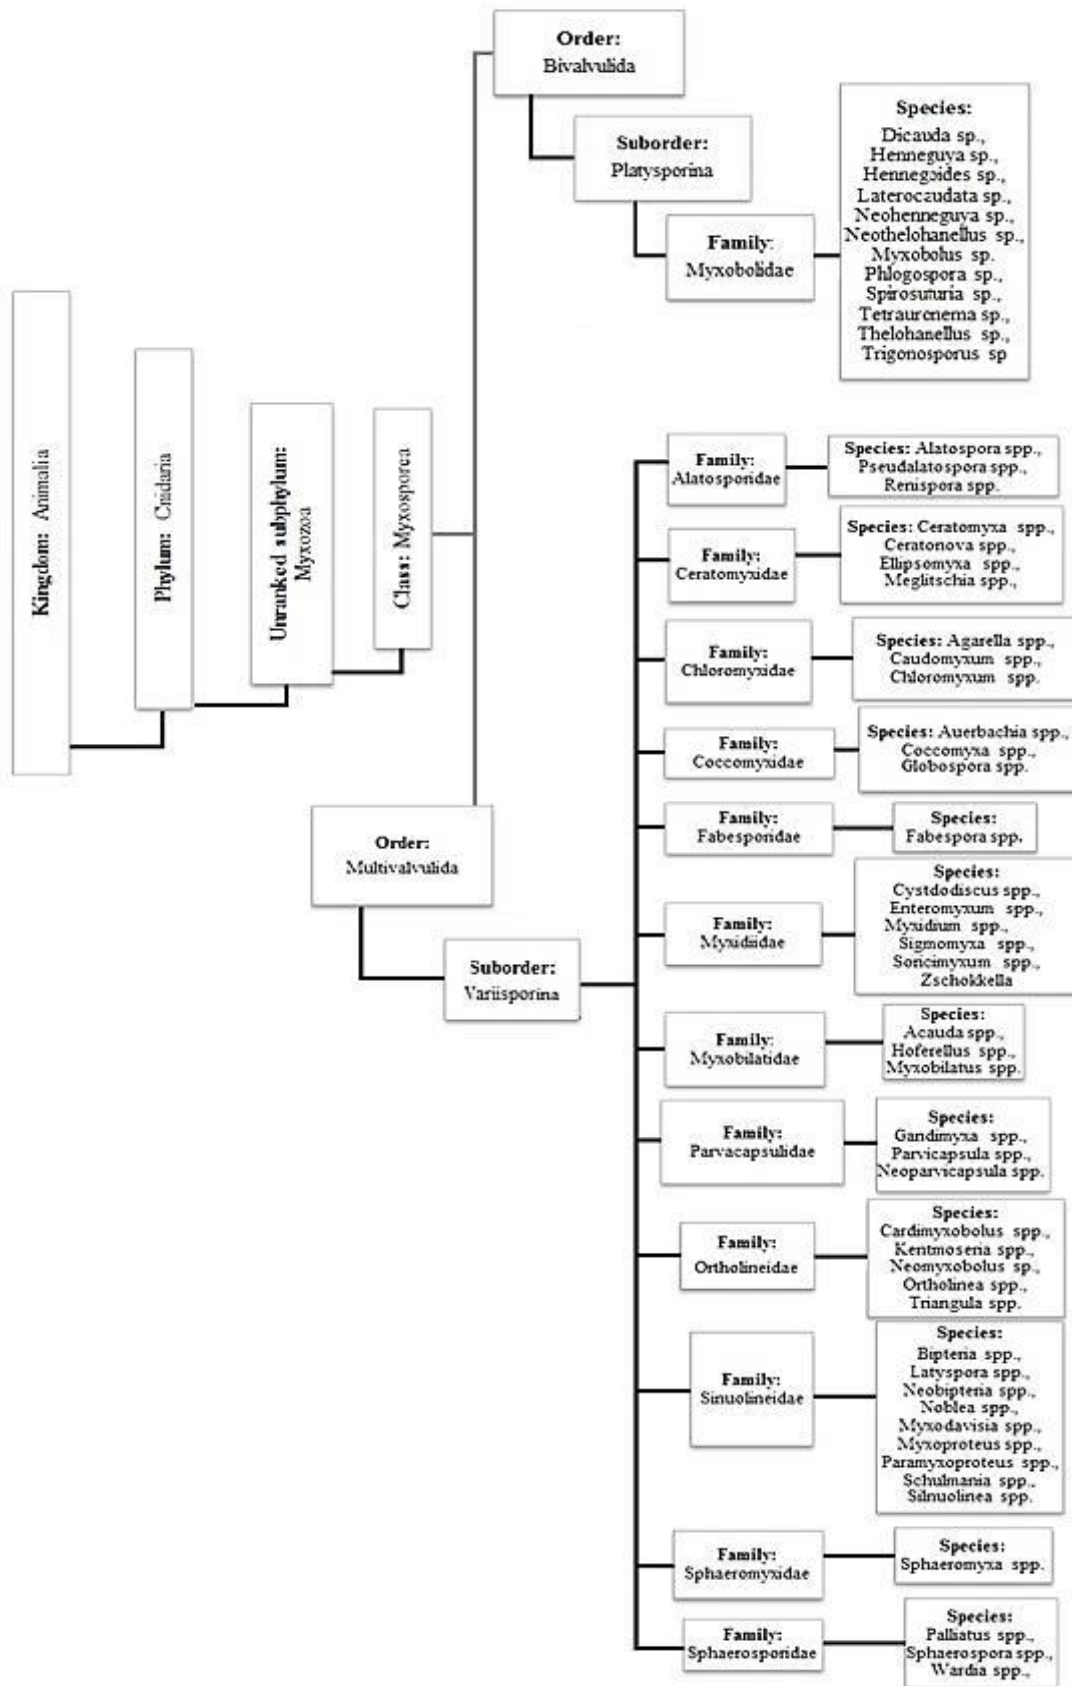 Kingdom: Animalia
Phylum: Cnidaria
Unranked subphylum:
Myxozoa
Class: Myxosporea
Order:
Bivalvulida
Suborder:
Platysporina
Family:
Myxobolidae
Species:
Dicauda sp.,
Henneguya sp.,
Hennegoides sp.,
Laterocaudata sp.,
Neohenneguya sp.,
Neothelohanellus sp.,
Myxobolus sp.
Phlogospora sp.,
Spirosuturia sp.,
Tetrauronema sp.,
Thelohanellus sp.,
Trigonosporus sp
Order:
Multivalvulida
Suborder:
Variisporina
Family:
Alatosporidae
Species: Alatospora spp.,
Pseudalatospora spp.,
Renispora spp.
Family:
Ceratomyxidae
Species: Ceratomyxa spp.,
Ceratonova spp.,
Ellipsomyxa spp.,
Meglitschia spp.,
Family:
Chloromyxidae
Species: Agarella spp.,
Caudomyxum spp.,
Chloromyxum spp.
Family:
Coccomyxidae
Species: Auerbachia spp.,
Coccomyxa spp.,
Globospora spp.
Family:
Fabesporidae
Species:
Fabespora spp.
Family:
Myxidiidae
Species:
Cystdodiscus spp.,
Enteromyxum spp.,
Myxidium spp.,
Sigmomyxa spp.,
Soricimyxum spp.,
Zschokkella
Family:
Myxobilatidae
Species:
Acauda spp.,
Hoferellus spp.,
Myxobilatus spp.
Family:
Parvacapsulidae
Species:
Gandimyxa spp.,
Parvicapsula spp.,
Neoparvicapsula spp.
Family:
Ortholineidae
Species:
Cardimyxobolus spp.,
Kentmoseria spp.,
Neomyxobolus sp.,
Ortholinea spp.,
Triangula spp.
Family:
Sinuolineidae
Species:
Bipteria spp.,
Latyspora spp.,
Neobipteria spp.,
Noblea spp.,
Myxodavisia spp.,
Myxoproteus spp.,
Paramyxoproteus spp.,
Schulmania spp.,
Silnuolinea spp.
Family:
Sphaeromyxidae
Species:
Sphaeromyxa spp.
Family:
Sphaerosporidae
Species:
Palliatus spp.,
Sphaerospora spp.,
Wardia spp.,